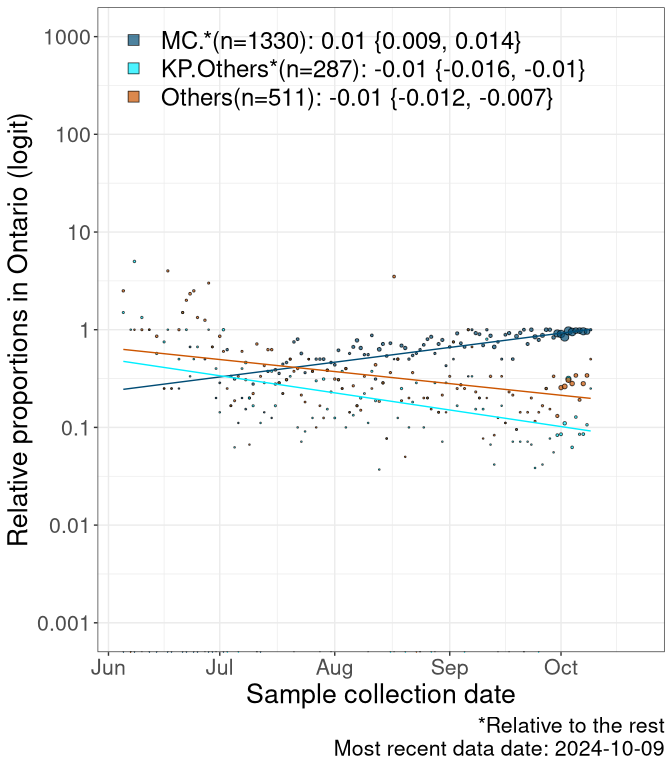 MC.*(n=1330): 0.01 {0.009, 0.014}
KP.Others*(n=287): -0.01 {-0.016, -0.01}
Others(n=511): -0.01 {-0.012, -0.007}
Relative proportions in Ontario (logit)
1000
100
10
1
0.1
0.01
0.001
Jun Jul Aug Sep Oct
Sample collection date
*Relative to the rest
Most recent data date: 2024-10-09